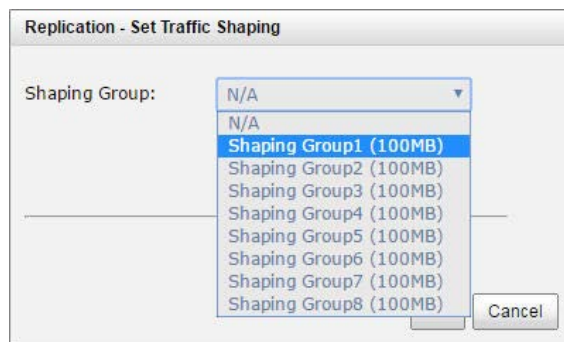 Replication - Set Traffic Shaping
Shaping Group:
N/A
N/A
Shaping Group1 (100MB)
Shaping Group2 (100MB)
Shaping Group3 (100MB)
Shaping Group4 (100MB)
Shaping Group5 (100MB)
Shaping Group6 (100MB)
Shaping Group7 (100MB)
Shaping Group8 (100MB)
Cancel